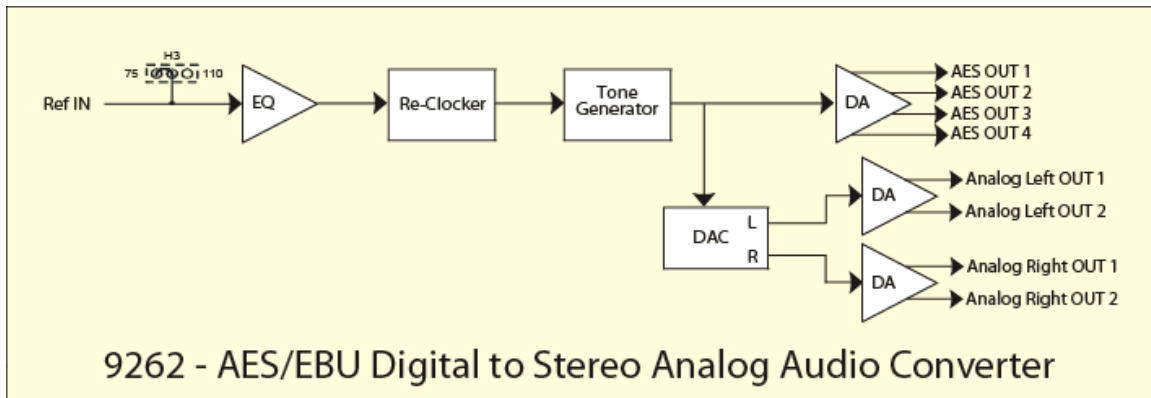 H3
75 110
Ref IN
EQ
Re-Clocker
Tone
Generator
DA
AES OUT 1
AES OUT 2
AES OUT 3
AES OUT 4
DAC
L
R
DA
Analog Left OUT 1
Analog Left OUT 2
DA
Analog Right OUT 1
Analog Right OUT 2
9262 - AES/EBU Digital to Stereo Analog Audio Converter